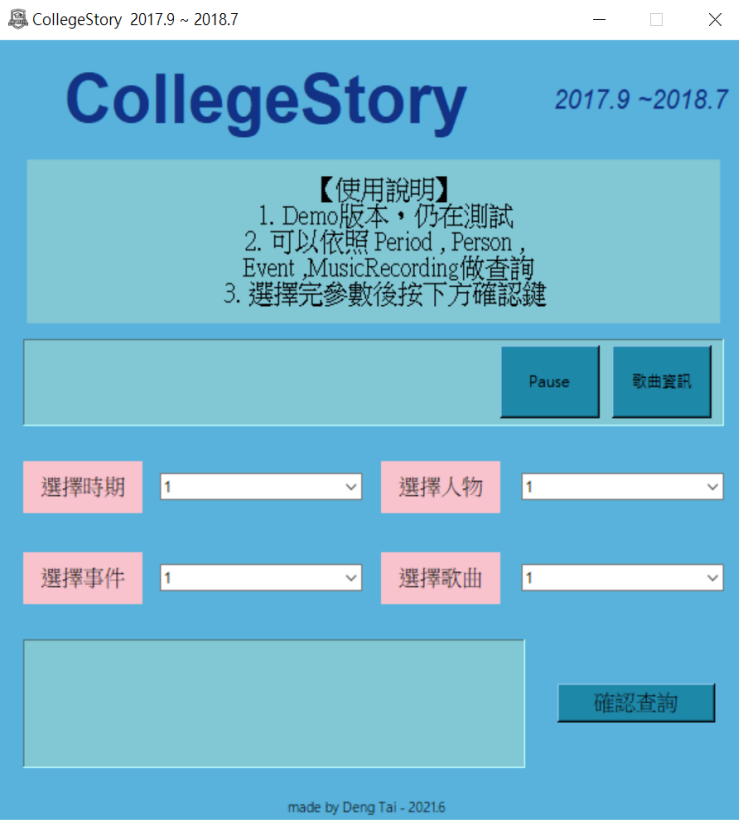 CollegeStory 2017.9 ~ 2018.7
CollegeStory
2017.9 ~2018.7
【使用說明】
1. Demo版本，仍在測試
2. 可以依照 Period , Person ,
Event ,MusicRecording做查詢
3. 選擇完參數後按下方確認鍵
Pause
歌曲資訊
選擇時期
1
選擇人物
1
選擇事件
1
選擇歌曲
1
確認查詢
made by Deng Tai - 2021.6